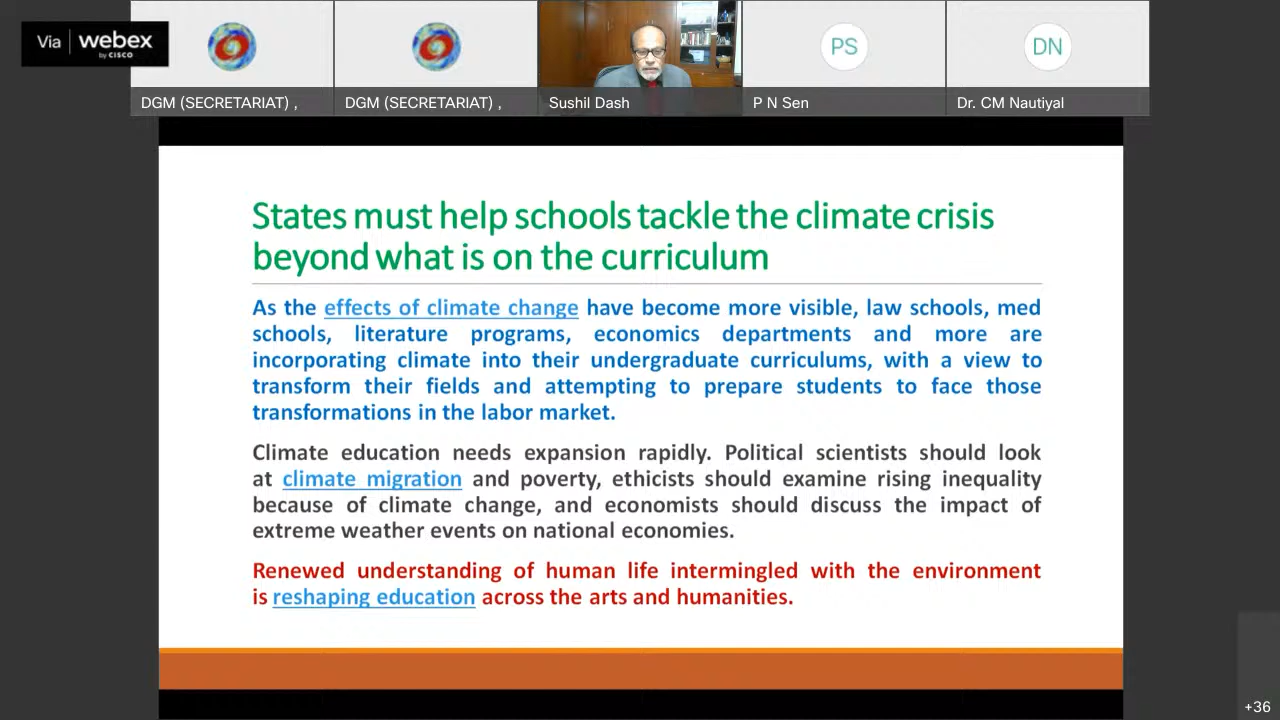 Via webex
by CISCO
PS
DN
DGM (SECRETARIAT) ,
DGM (SECRETARIAT) ,
Sushil Dash
P N Sen
Dr. CM Nautiyal
States must help schools tackle the climate crisis
beyond what is on the curriculum
As the effects of climate change have become more visible, law schools, med
schools, literature programs, economics departments and more are
incorporating climate into their undergraduate curriculums, with a view to
transform their fields and attempting to prepare students to face those
transformations in the labor market.
Climate education needs expansion rapidly. Political scientists should look
at climate migration and poverty, ethicists should examine rising inequality
because of climate change, and economists should discuss the impact of
extreme weather events on national economies.
Renewed understanding of human life intermingled with the environment
is reshaping education across the arts and humanities.
+36